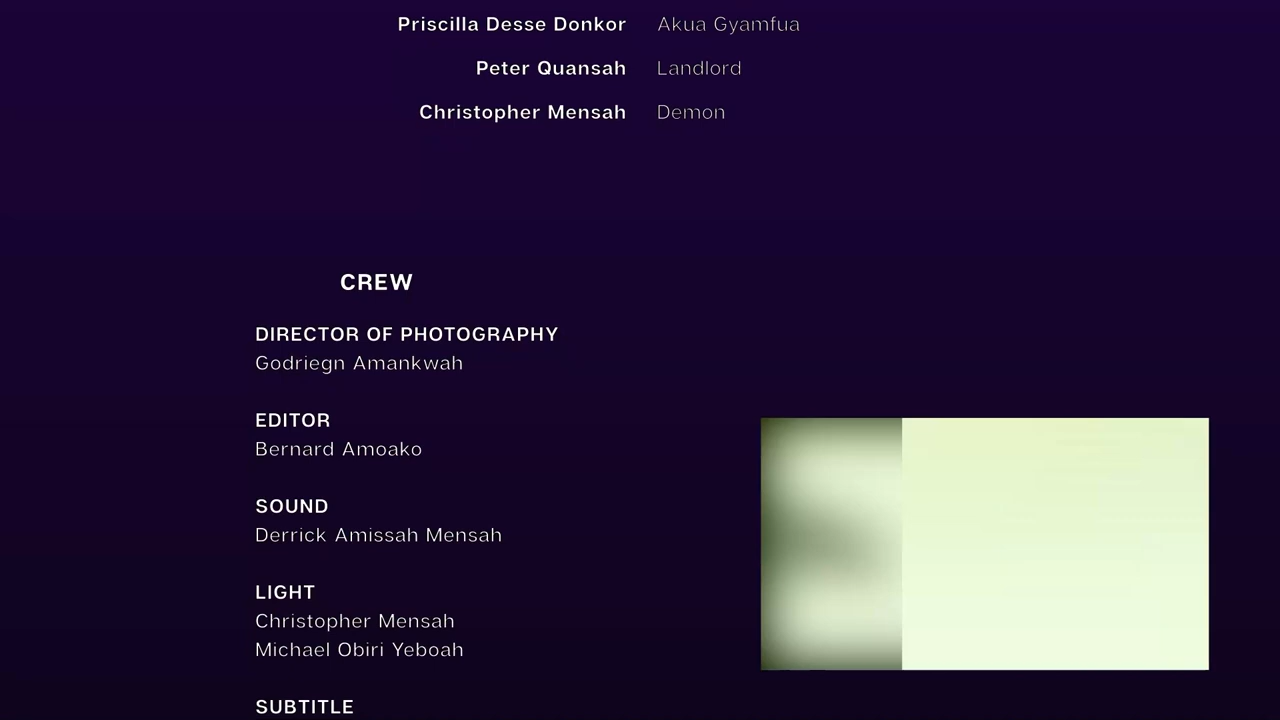 Priscilla Desse Donkor Akua Gyamfua
Peter Quansah Landlord
Christopher Mensah Demon
CREW
DIRECTOR OF PHOTOGRAPHY
Godriegn Amankwah
EDITOR
Bernard Amoako
SOUND
Derrick Amissah Mensah
LIGHT
Christopher Mensah
Michael Obiri Yeboah
SUBTITLE